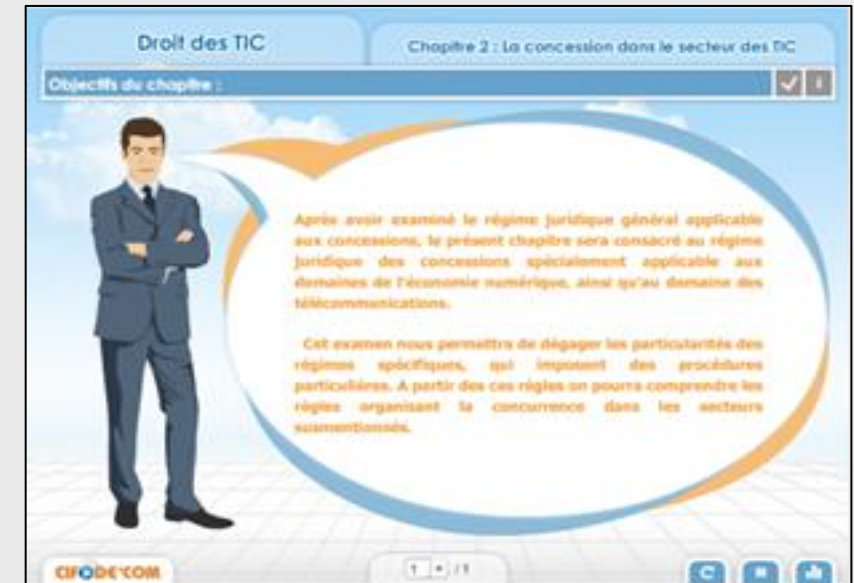 Droit des TIC
Chapitre 2 : La concession dans le secteur des TIC
Objectifs du chapitre :
Après avoir examiné le régime juridique général applicable
aux concessions, le présent chapitre sera consacré au régime
juridique des concessions spécialement applicable aux
domaines de l'économie numérique, ainsi qu'au domaine des
télécommunications.
Cet examen nous permettra de dégager les particularités des
régimes spécifiques, qui imposent des procédures
particulières. A partir des ces règles on pourra comprendre les
règles organisant la concurrence dans les secteurs
susmentionnés.
CIFODE'COM
1 / 1